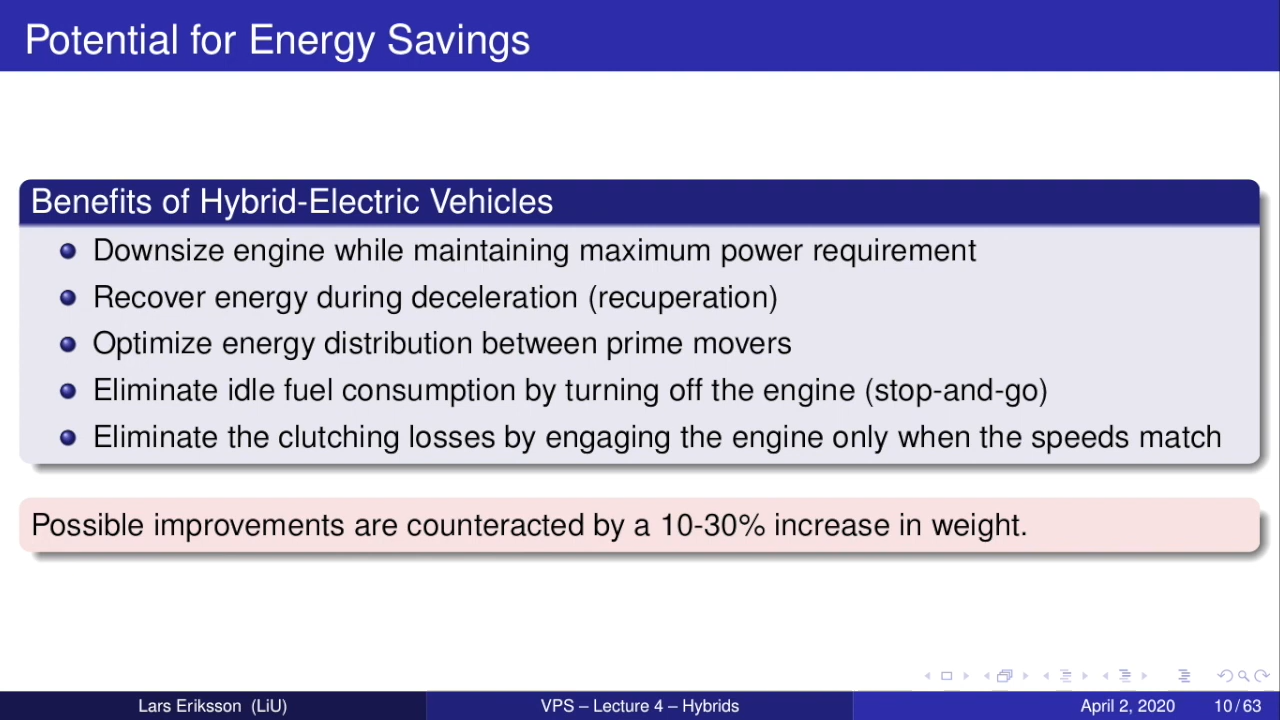 Potential for Energy Savings
Benefits of Hybrid-Electric Vehicles
Downsize engine while maintaining maximum power requirement
Recover energy during deceleration (recuperation)
Optimize energy distribution between prime movers
Eliminate idle fuel consumption by turning off the engine (stop-and-go)
Eliminate the clutching losses by engaging the engine only when the speeds match
Possible improvements are counteracted by a 10-30% increase in weight.
Lars Eriksson (LiU)
VPS – Lecture 4 – Hybrids
April 2, 2020
10 / 63